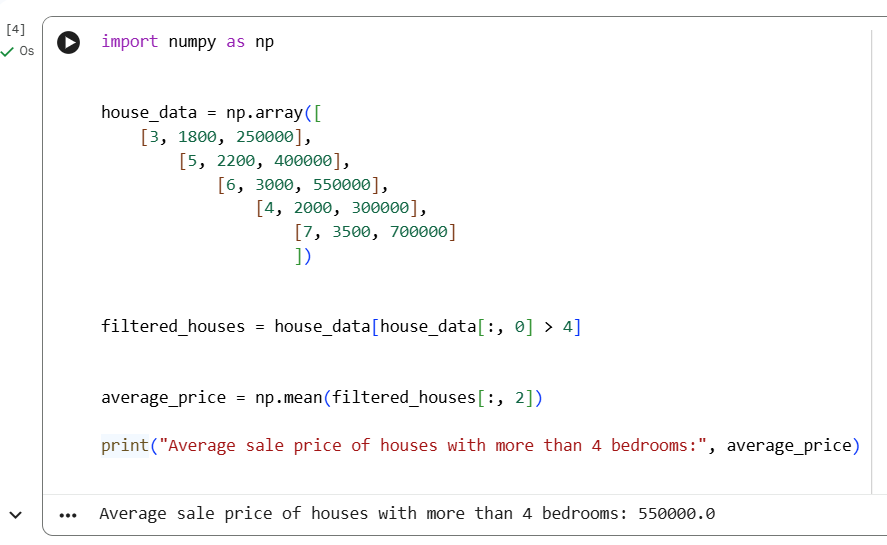 [4]
0s
import numpy as np
house_data = np.array([
[3, 1800, 250000],
[5, 2200, 400000],
[6, 3000, 550000],
[4, 2000, 300000],
[7, 3500, 700000]
])
filtered_houses = house_data[house_data[:, 0] > 4]
average_price = np.mean(filtered_houses[:, 2])
print("Average sale price of houses with more than 4 bedrooms:", average_price)
Average sale price of houses with more than 4 bedrooms: 550000.0